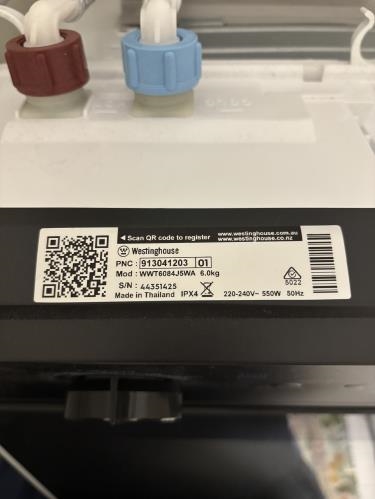 ◄ Scan QR code to register
www.westinghouse.com.au
www.westinghouse.co.nz
Westinghouse
PNC : 913041203 01
Mod : WWT6084J5WA 6.0kg
S/N : 44351425
Made in Thailand IPX4
220-240V~ 550W 50Hz
5022